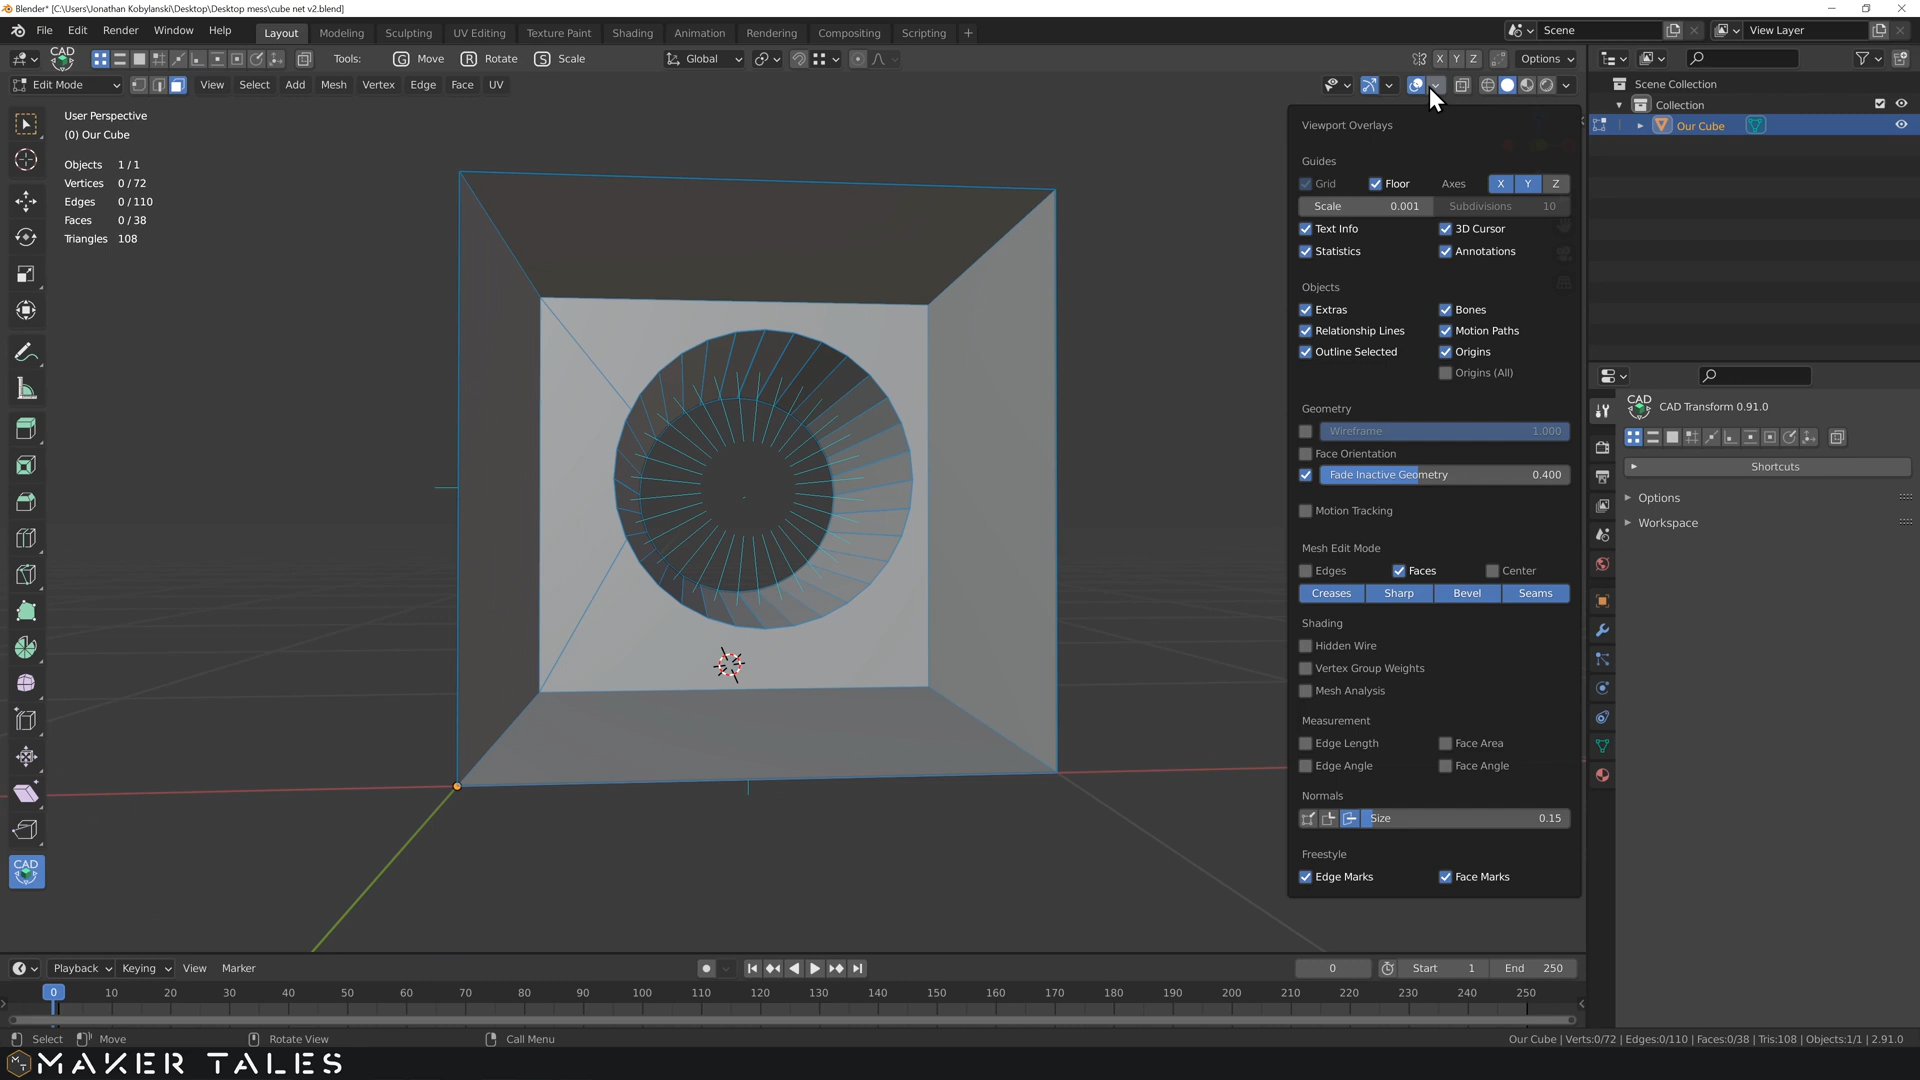 Blender* [C:\Users\Jonathan Kobylanski\Desktop\Desktop mess\cube net v2.blend]
File Edit Render Window Help Layout Modeling Sculpting UV Editing Texture Paint Shading Animation Rendering Compositing Scripting + Scene View Layer
CAD Tools: G Move R Rotate S Scale Global X Y Z Options
Edit Mode View Select Add Mesh Vertex Edge Face UV
Scene Collection
Collection
Our Cube
User Perspective
(0) Our Cube
Objects 1/1
Vertices 0/72
Edges 0/110
Faces 0/38
Triangles 108
Viewport Overlays
Guides
Grid Floor Axes X Y Z
Scale 0.001 Subdivisions 10
Text Info 3D Cursor
Statistics Annotations
Objects
Extras Bones
Relationship Lines Motion Paths
Outline Selected Origins
Origins (All)
Geometry
Wireframe 1.000
Face Orientation
Fade Inactive Geometry 0.400
Motion Tracking
Mesh Edit Mode
Edges Faces Center
Creases Sharp Bevel Seams
Shading
Hidden Wire
Vertex Group Weights
Mesh Analysis
Measurement
Edge Length Face Area
Edge Angle Face Angle
Normals
Size 0.15
Freestyle
Edge Marks Face Marks
CAD CAD Transform 0.91.0
Shortcuts
Options
Workspace
CAD
Playback Keying View Marker 0 Start 1 End 250
0 10 20 30 40 50 60 70 80 90 100 110 120 130 140 150 160 170 180 190 200 210 220 230 240 250
Select Move Rotate View Call Menu Our Cube | Verts:0/72 | Edges:0/110 | Faces:0/38 | Tris:108 | Objects:1/1 | 2.91.0
MAKER TALES